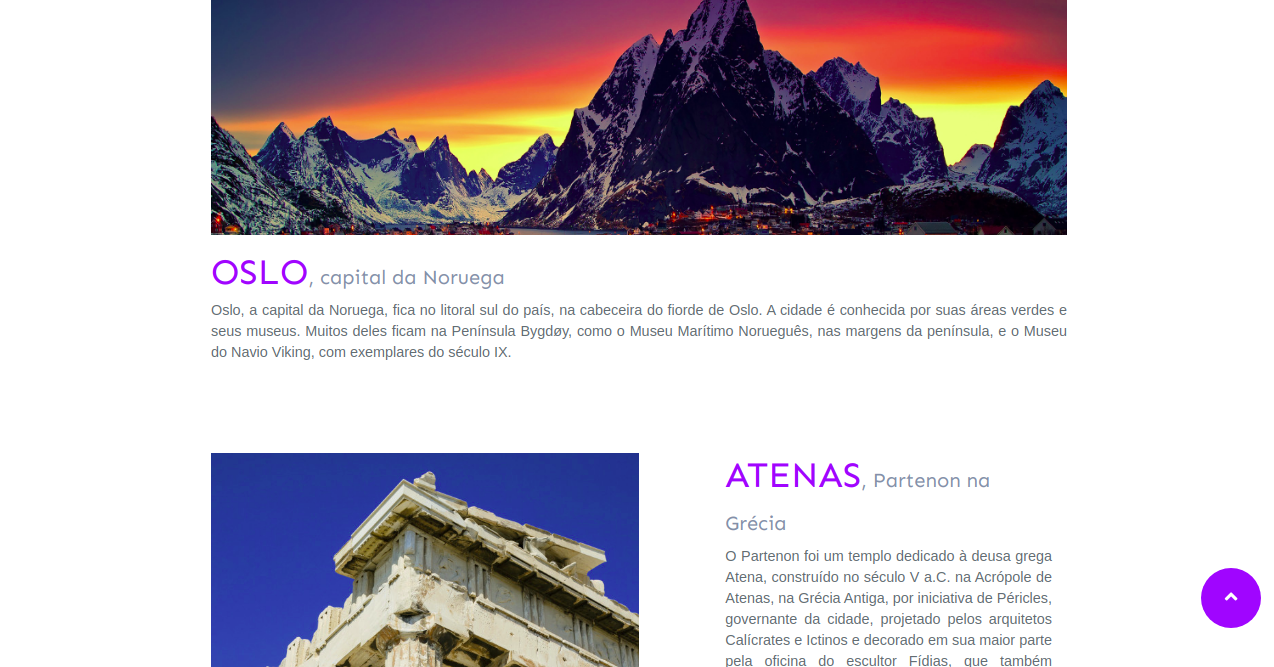 OSLO, capital da Noruega
Oslo, a capital da Noruega, fica no litoral sul do país, na cabeceira do fiorde de Oslo. A cidade é conhecida por suas áreas verdes e
seus museus. Muitos deles ficam na Península Bygdøy, como o Museu Marítimo Norueguês, nas margens da península, e o Museu
do Navio Viking, com exemplares do século IX.
ATENAS, Partenon na
Grécia
O Partenon foi um templo dedicado à deusa grega
Atena, construído no século V a.C. na Acrópole de
Atenas, na Grécia Antiga, por iniciativa de Péricles,
governante da cidade, projetado pelos arquitetos
Calícrates e Ictinos e decorado em sua maior parte
pela oficina do escultor Fídias, que também